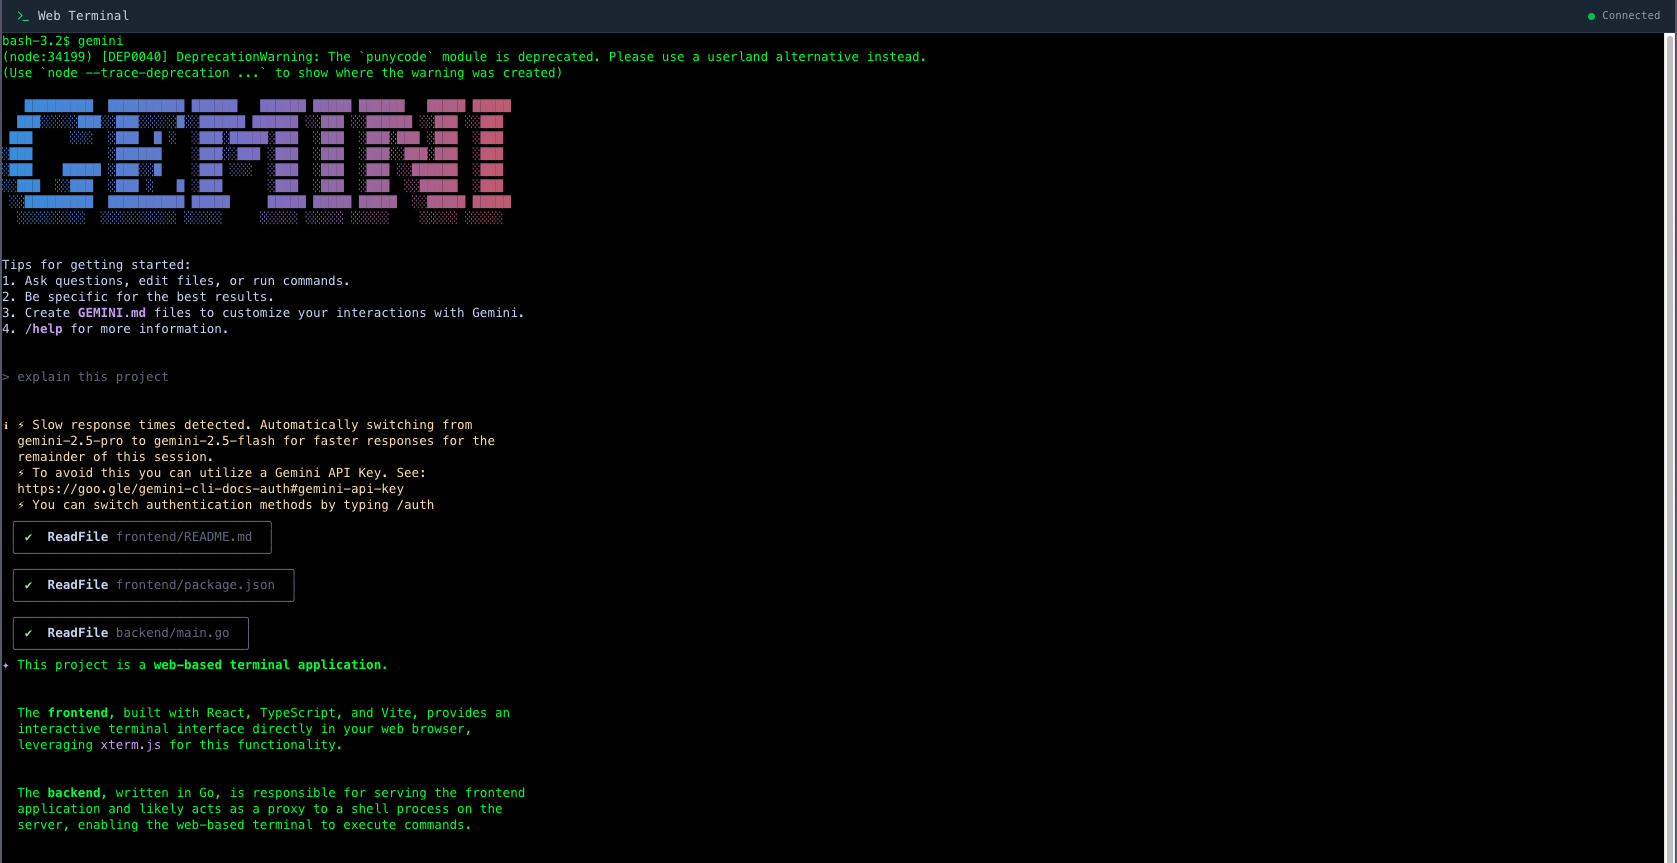 Web Terminal
Connected
bash-3.2$ gemini
(node:34199) [DEP0040] DeprecationWarning: The `punycode` module is deprecated. Please use a userland alternative instead.
(Use `node --trace-deprecation ...` to show where the warning was created)
GEMINI
Tips for getting started:
1. Ask questions, edit files, or run commands.
2. Be specific for the best results.
3. Create GEMINI.md files to customize your interactions with Gemini.
4. /help for more information.
> explain this project
ℹ ⚡ Slow response times detected. Automatically switching from
gemini-2.5-pro to gemini-2.5-flash for faster responses for the
remainder of this session.
⚡ To avoid this you can utilize a Gemini API Key. See:
https://goo.gle/gemini-cli-docs-auth#gemini-api-key
⚡ You can switch authentication methods by typing /auth
✔ ReadFile frontend/README.md
✔ ReadFile frontend/package.json
✔ ReadFile backend/main.go
✦ This project is a web-based terminal application.
The frontend, built with React, TypeScript, and Vite, provides an
interactive terminal interface directly in your web browser,
leveraging xterm.js for this functionality.
The backend, written in Go, is responsible for serving the frontend
application and likely acts as a proxy to a shell process on the
server, enabling the web-based terminal to execute commands.